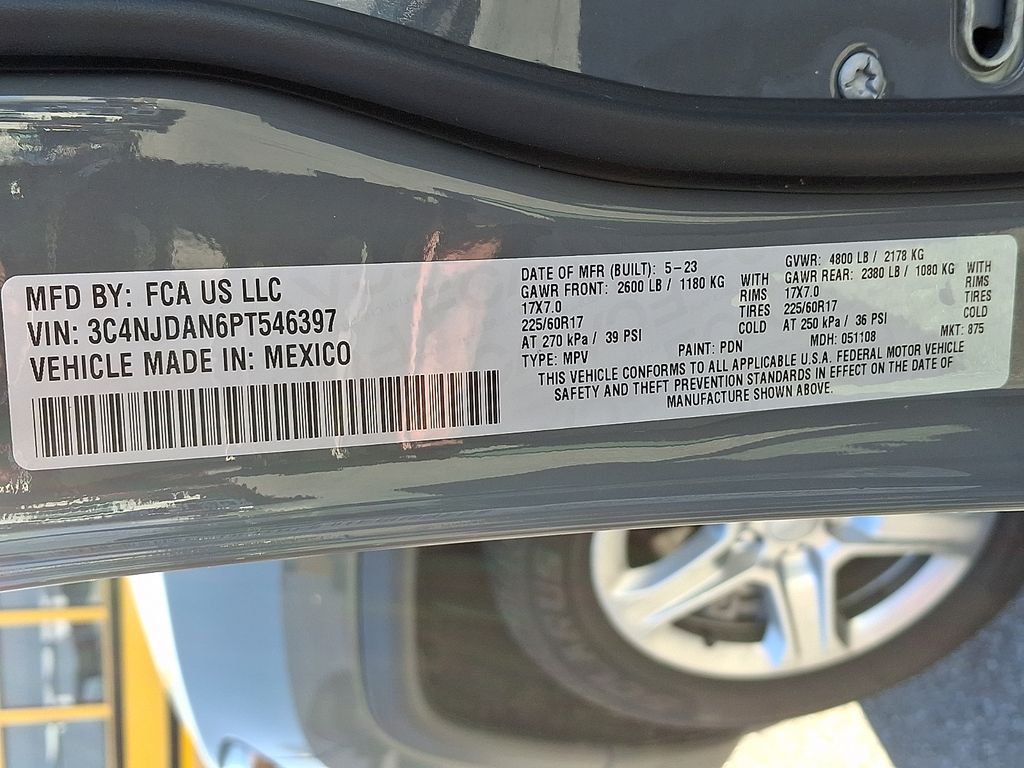 MFD BY: FCA US LLC
VIN: 3C4NJDAN6PT546397
VEHICLE MADE IN: MEXICO
DATE OF MFR (BUILT): 5-23
GAWR FRONT: 2600 LB / 1180 KG WITH
17X7.0 RIMS
225/60R17 TIRES
AT 270 kPa / 39 PSI COLD
TYPE: MPV PAINT: PDN
GVWR: 4800 LB / 2178 KG
GAWR REAR: 2380 LB / 1080 KG WITH
17X7.0 RIMS
225/60R17 TIRES
AT 250 kPa / 36 PSI COLD
MDH: 051108 MKT: 875
THIS VEHICLE CONFORMS TO ALL APPLICABLE U.S.A. FEDERAL MOTOR VEHICLE
SAFETY AND THEFT PREVENTION STANDARDS IN EFFECT ON THE DATE OF
MANUFACTURE SHOWN ABOVE.